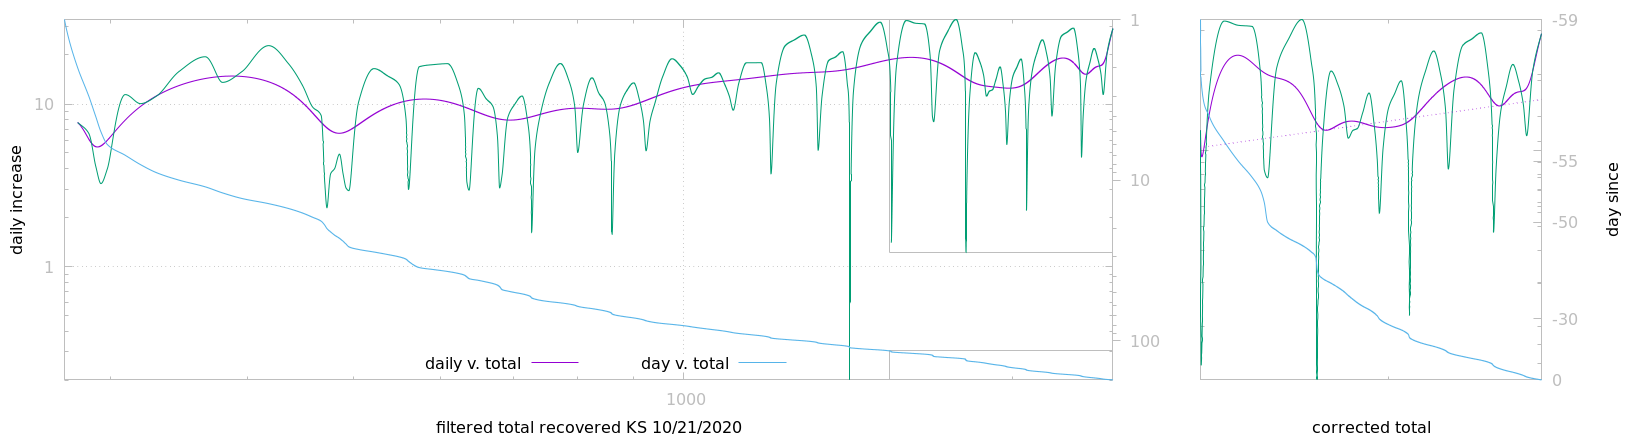 daily increase
10
1
daily v. total
day v. total
1
10
100
1000
filtered total recovered KS 10/21/2020
-59
-55
-50
-30
0
day since
corrected total